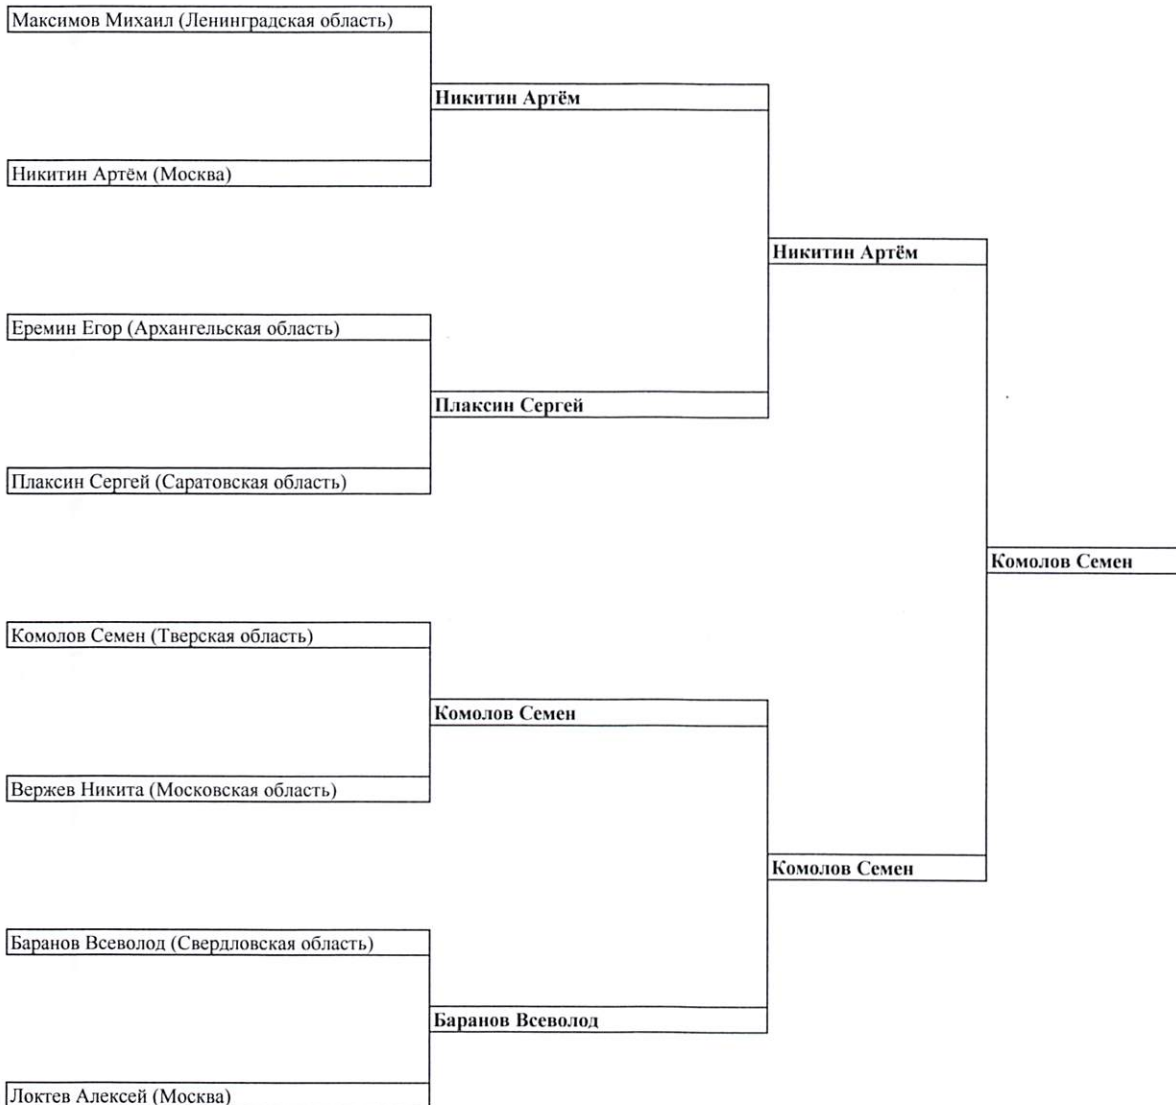 Максимов Михаил (Ленинградская область)
Никитин Артём
Никитин Артём (Москва)
Никитин Артём
Еремин Егор (Архангельская область)
Плаксин Сергей
Плаксин Сергей (Саратовская область)
Комолов Семен
Комолов Семен (Тверская область)
Комолов Семен
Вержев Никита (Московская область)
Комолов Семен
Баранов Всеволод (Свердловская область)
Баранов Всеволод
Локтев Алексей (Москва)